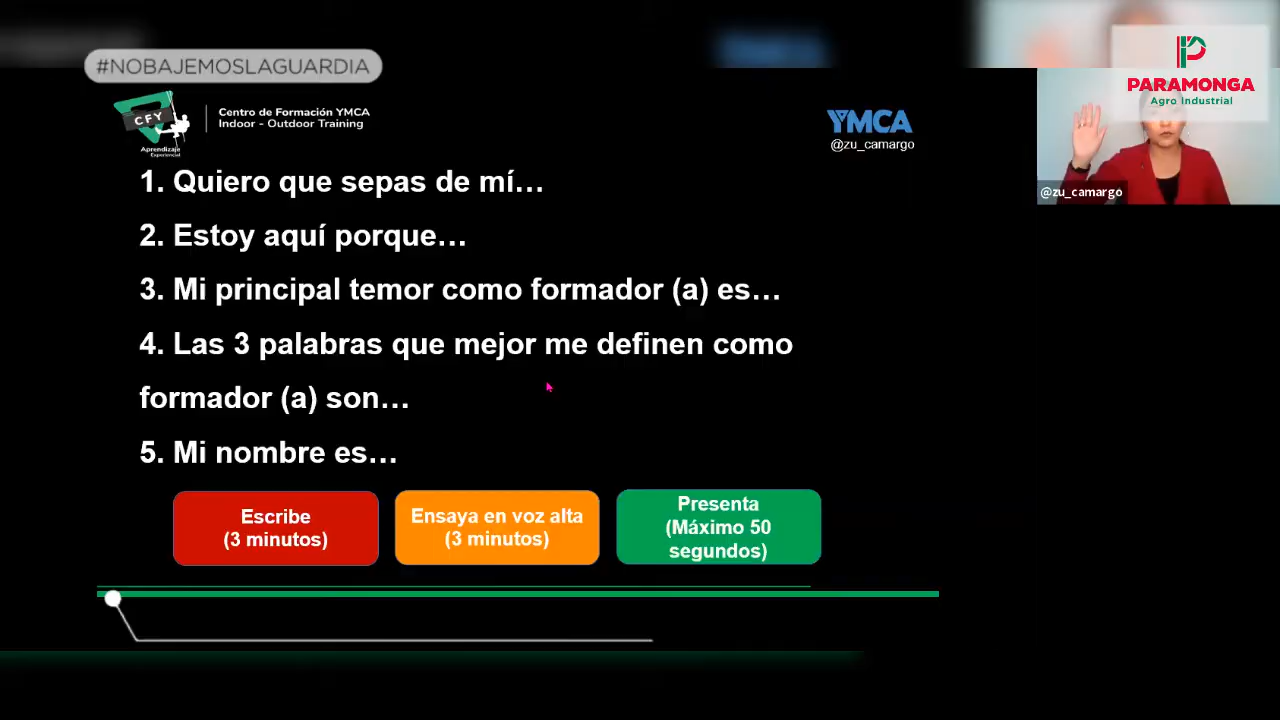 #NOBAJEMOSLAGUARDIA
PARAMONGA
Agro Industrial
CFY
Aprendizaje
Experiencial
Centro de Formación YMCA
Indoor - Outdoor Training
YMCA
@zu_camargo
@zu_camargo
1. Quiero que sepas de mí…
2. Estoy aquí porque…
3. Mi principal temor como formador (a) es…
4. Las 3 palabras que mejor me definen como
formador (a) son…
5. Mi nombre es…
Escribe
(3 minutos)
Ensaya en voz alta
(3 minutos)
Presenta
(Máximo 50
segundos)